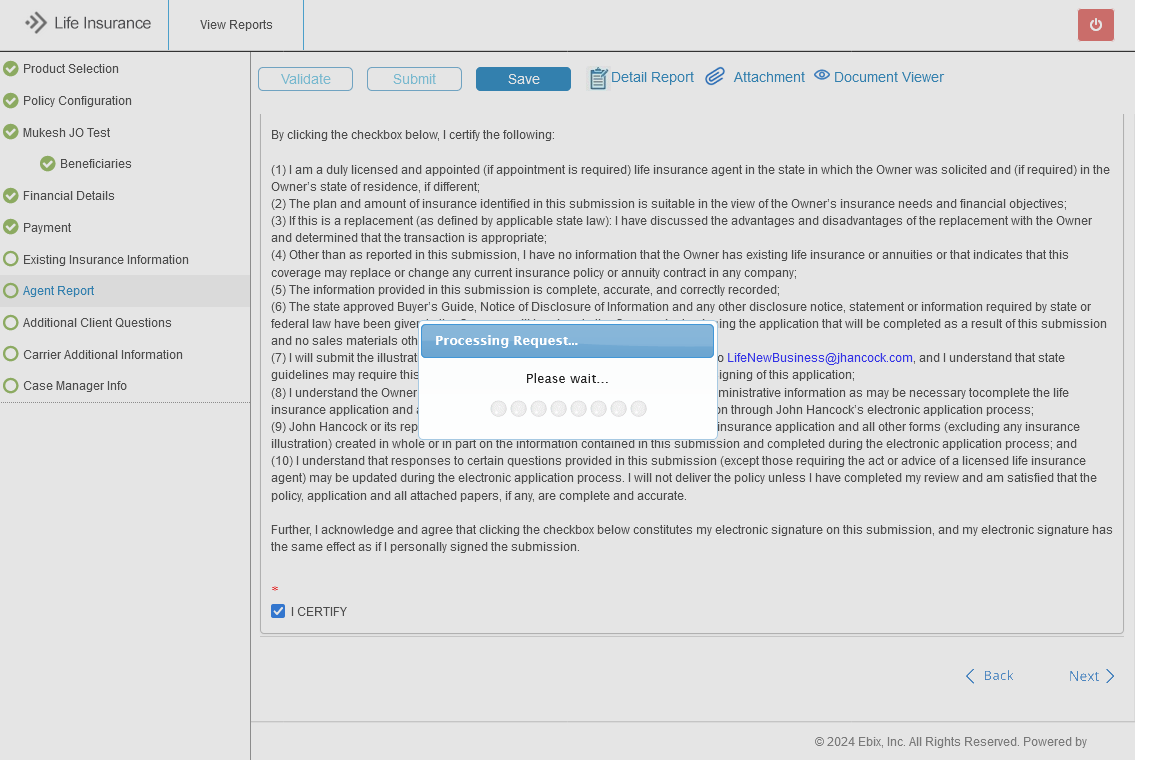 Life Insurance
View Reports
Product Selection
Policy Configuration
Mukesh JO Test
Beneficiaries
Financial Details
Payment
Existing Insurance Information
Agent Report
Additional Client Questions
Carrier Additional Information
Case Manager Info
Validate
Submit
Save
Detail Report
Attachment
Document Viewer
By clicking the checkbox below, I certify the following:
(1) I am a duly licensed and appointed (if appointment is required) life insurance agent in the state in which the Owner was solicited and (if required) in the
Owner's state of residence, if different;
(2) The plan and amount of insurance identified in this submission is suitable in the view of the Owner's insurance needs and financial objectives;
(3) If this is a replacement (as defined by applicable state law): I have discussed the advantages and disadvantages of the replacement with the Owner
and determined that the transaction is appropriate;
(4) Other than as reported in this submission, I have no information that the Owner has existing life insurance or annuities or that indicates that this
coverage may replace or change any current insurance policy or annuity contract in any company;
(5) The information provided in this submission is complete, accurate, and correctly recorded;
(6) The state approved Buyer's Guide, Notice of Disclosure of Information and any other disclosure notice, statement or information required by state or
federal law have been given the application that will be completed as a result of this submission
and no sales materials
(7) I will submit the LifeNewBusiness@jhancock.com, and I understand that state
guidelines may require signing of this application;
(8) I understand the Owner information as may be necessary tocomplete the life
insurance application and through John Hancock's electronic application process;
(9) John Hancock or its insurance application and all other forms (excluding any insurance
illustration) created in whole or in part on the information contained in this submission and completed during the electronic application process; and
(10) I understand that responses to certain questions provided in this submission (except those requiring the act or advice of a licensed life insurance
agent) may be updated during the electronic application process. I will not deliver the policy unless I have completed my review and am satisfied that the
policy, application and all attached papers, if any, are complete and accurate.
Further, I acknowledge and agree that clicking the checkbox below constitutes my electronic signature on this submission, and my electronic signature has
the same effect as if I personally signed the submission.
*
I CERTIFY
Processing Request...
Please wait...
Back
Next
© 2024 Ebix, Inc. All Rights Reserved. Powered by